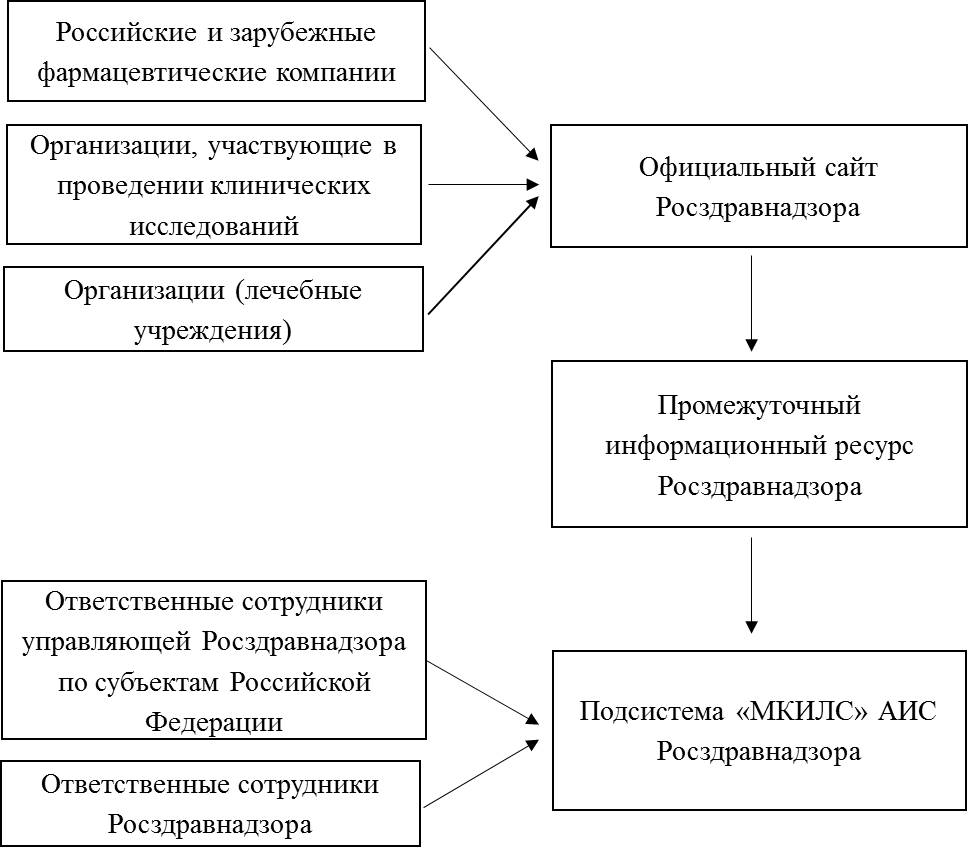 Российские и зарубежные
фармацевтические компании
Организации, участвующие в
проведении клинических
исследований
Организации (лечебные
учреждения)
Официальный сайт
Росздравнадзора
Промежуточный
информационный ресурс
Росздравнадзора
Ответственные сотрудники
управляющей Росздравнадзора
по субъектам Российской
Федерации
Ответственные сотрудники
Росздравнадзора
Подсистема «МКИЛС» АИС
Росздравнадзора